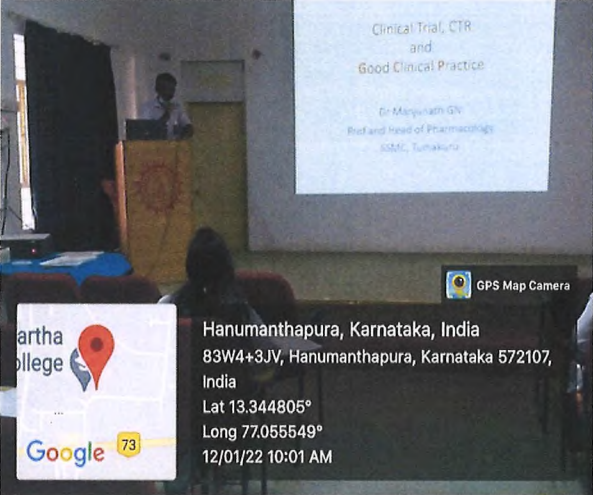 Clinical Trial, CTR
and
Good Clinical Practice
Dr Manjunath GN
Prof and Head of Pharmacology
SSMC, Tumakuru
GPS Map Camera
artha
ollege
Google
73
Hanumanthapura, Karnataka, India
83W4+3JV, Hanumanthapura, Karnataka 572107,
India
Lat 13.344805°
Long 77.055549°
12/01/22 10:01 AM